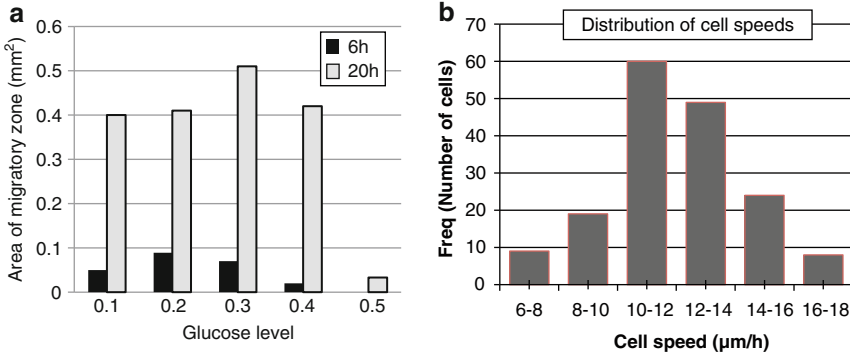 a
Area of migratory zone (mm²)
0.6
0.5
0.4
0.3
0.2
0.1
0
6h
20h
0.1 0.2 0.3 0.4 0.5
Glucose level
b
Distribution of cell speeds
Freq (Number of cells)
70
60
50
40
30
20
10
0
6-8 8-10 10-12 12-14 14-16 16-18
Cell speed (µm/h)